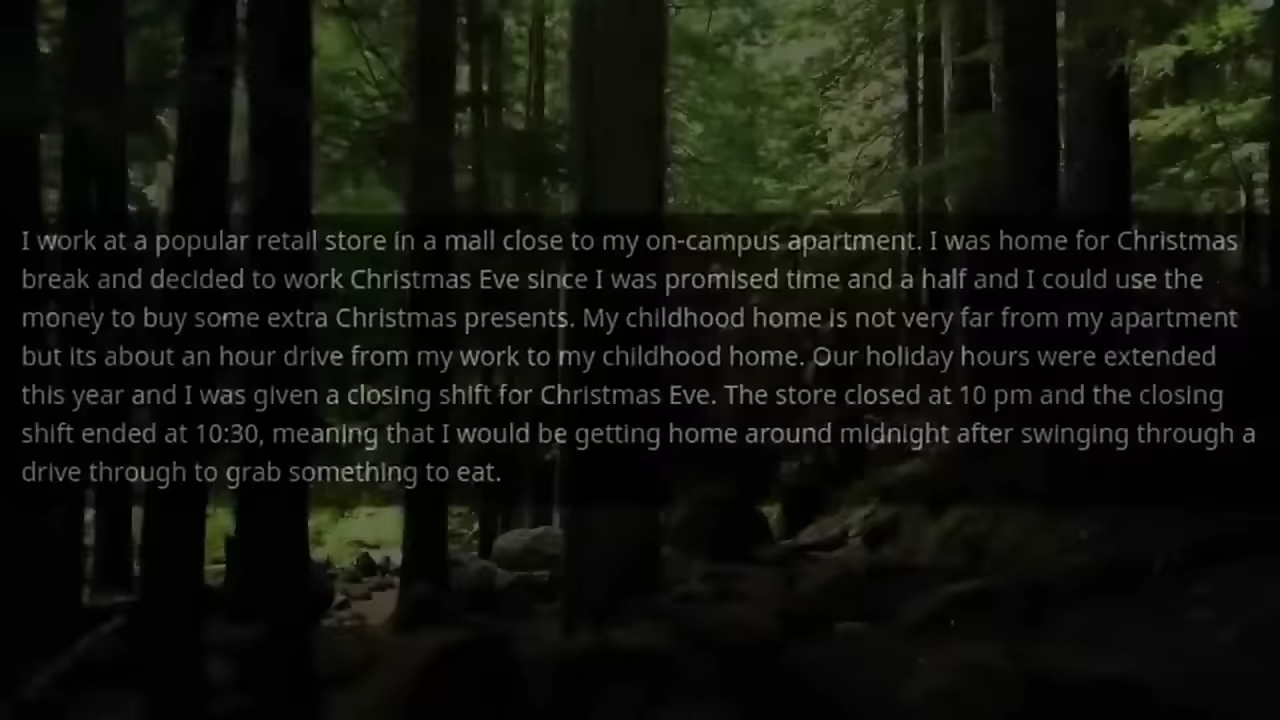 I work at a popular retail store in a mall close to my on-campus apartment. I was home for Christmas
break and decided to work Christmas Eve since I was promised time and a half and I could use the
money to buy some extra Christmas presents. My childhood home is not very far from my apartment
but its about an hour drive from my work to my childhood home. Our holiday hours were extended
this year and I was given a closing shift for Christmas Eve. The store closed at 10 pm and the closing
shift ended at 10:30, meaning that I would be getting home around midnight after swinging through a
drive through to grab something to eat.